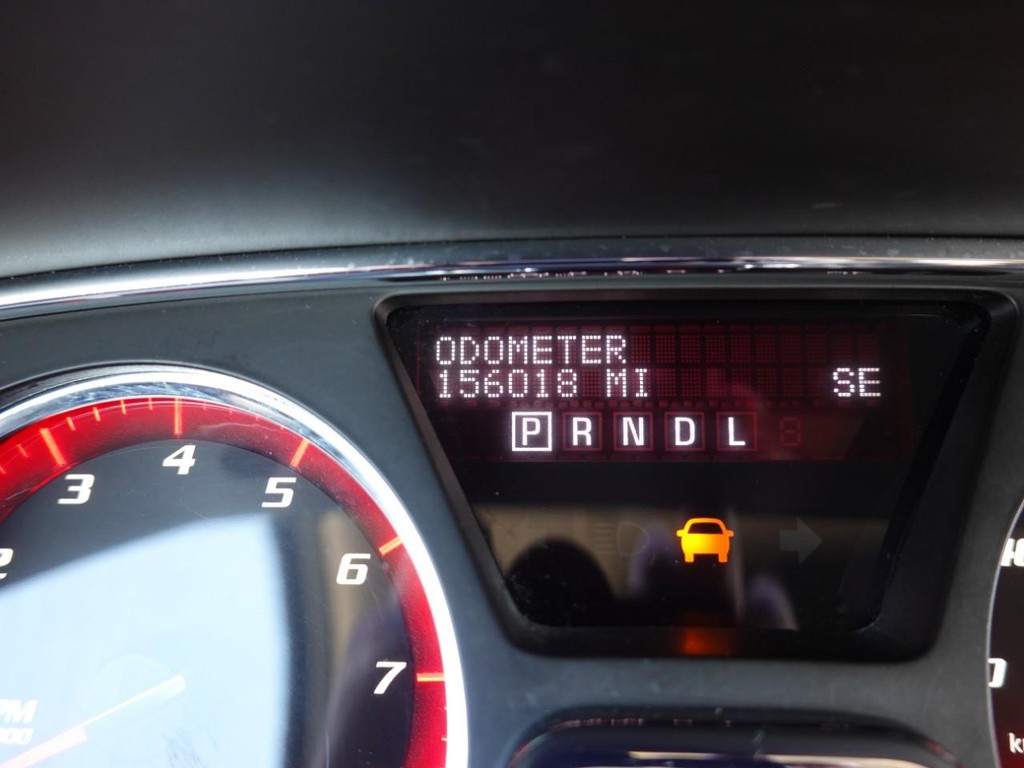 ODOMETER
156018 MI SE
P R N D L
3 4 5 6 7